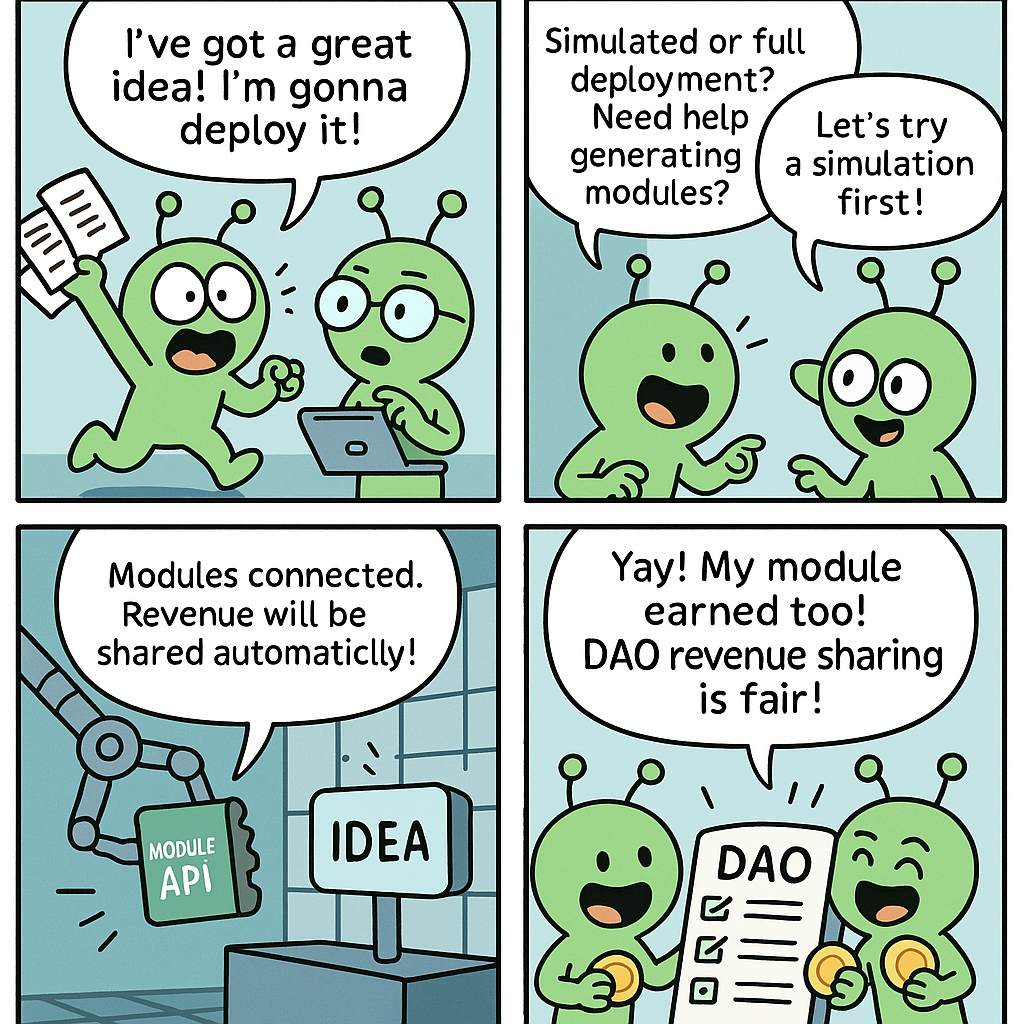 I've got a great
idea! I'm gonna
deploy it!
Simulated or full
deployment?
Need help
generating
modules?
Let's try
a simulation
first!
Modules connected.
Revenue will be
shared automaticlly!
MODULE
API
IDEA
Yay! My module
earned too!
DAO revenue sharing
is fair!
DAO